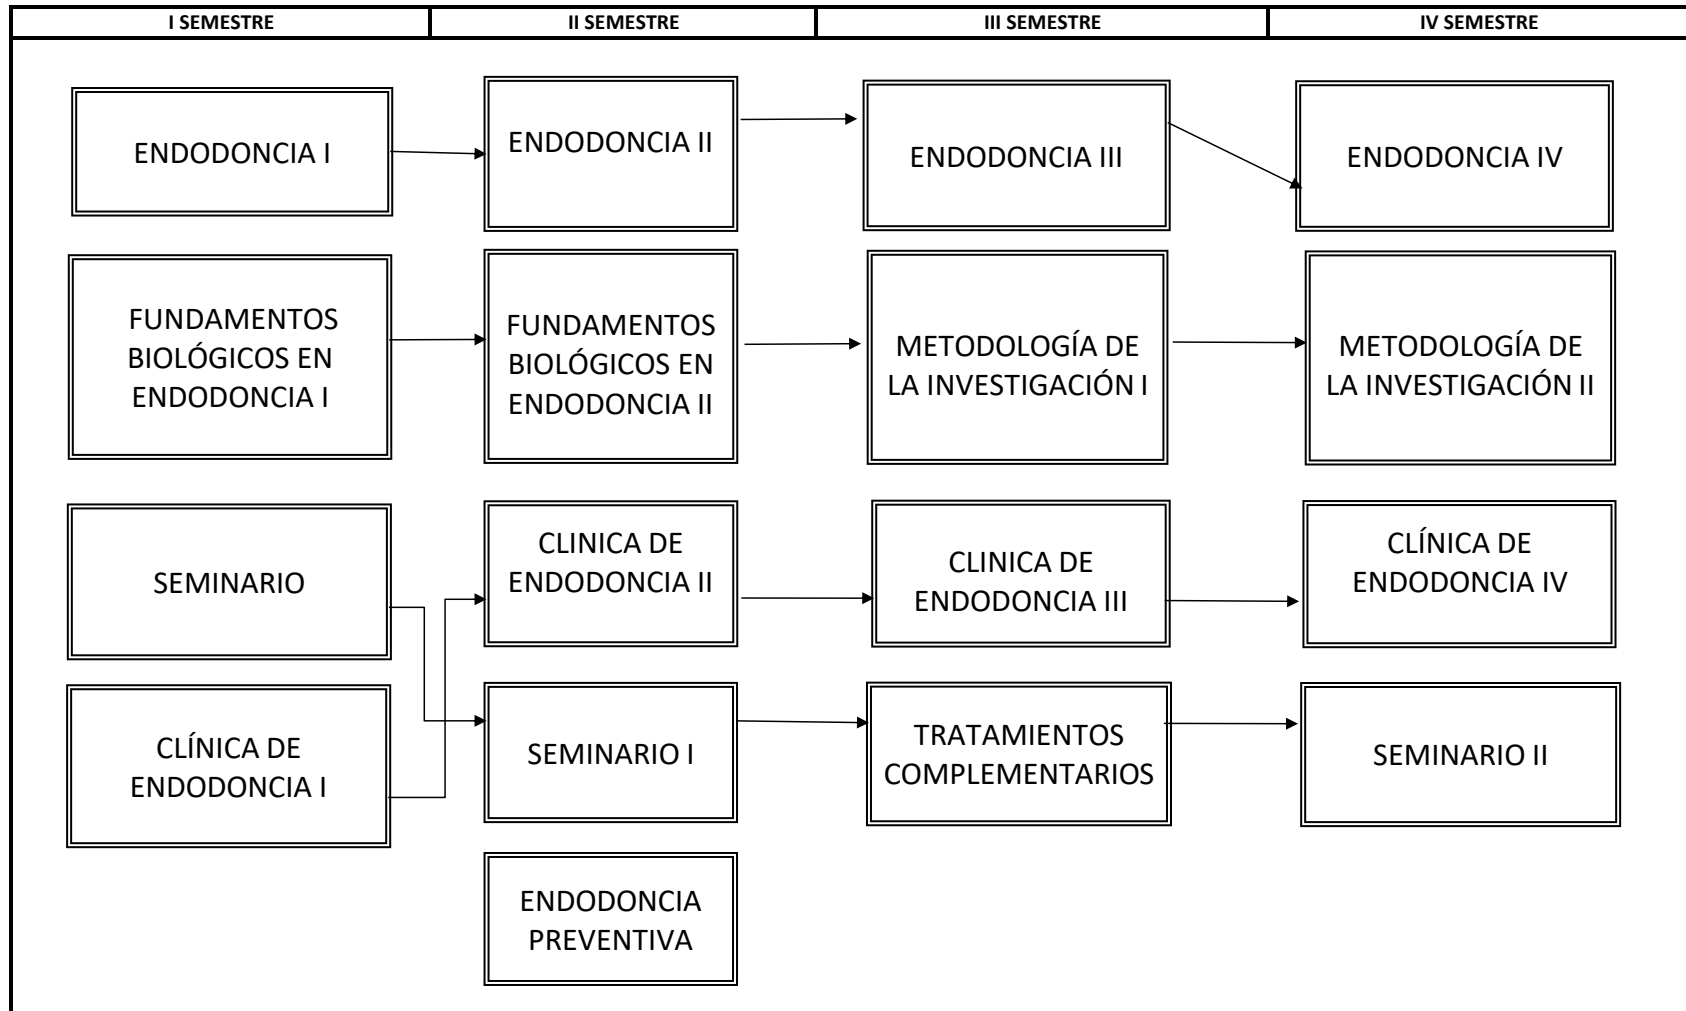 I SEMESTRE
II SEMESTRE
III SEMESTRE
IV SEMESTRE
ENDODONCIA I
ENDODONCIA II
ENDODONCIA III
ENDODONCIA IV
FUNDAMENTOS
BIOLÓGICOS EN
ENDODONCIA I
FUNDAMENTOS
BIOLÓGICOS EN
ENDODONCIA II
METODOLOGÍA DE
LA INVESTIGACIÓN I
METODOLOGÍA DE
LA INVESTIGACIÓN II
SEMINARIO
CLINICA DE
ENDODONCIA II
CLINICA DE
ENDODONCIA III
CLÍNICA DE
ENDODONCIA IV
CLÍNICA DE
ENDODONCIA I
SEMINARIO I
TRATAMIENTOS
COMPLEMENTARIOS
SEMINARIO II
ENDODONCIA
PREVENTIVA